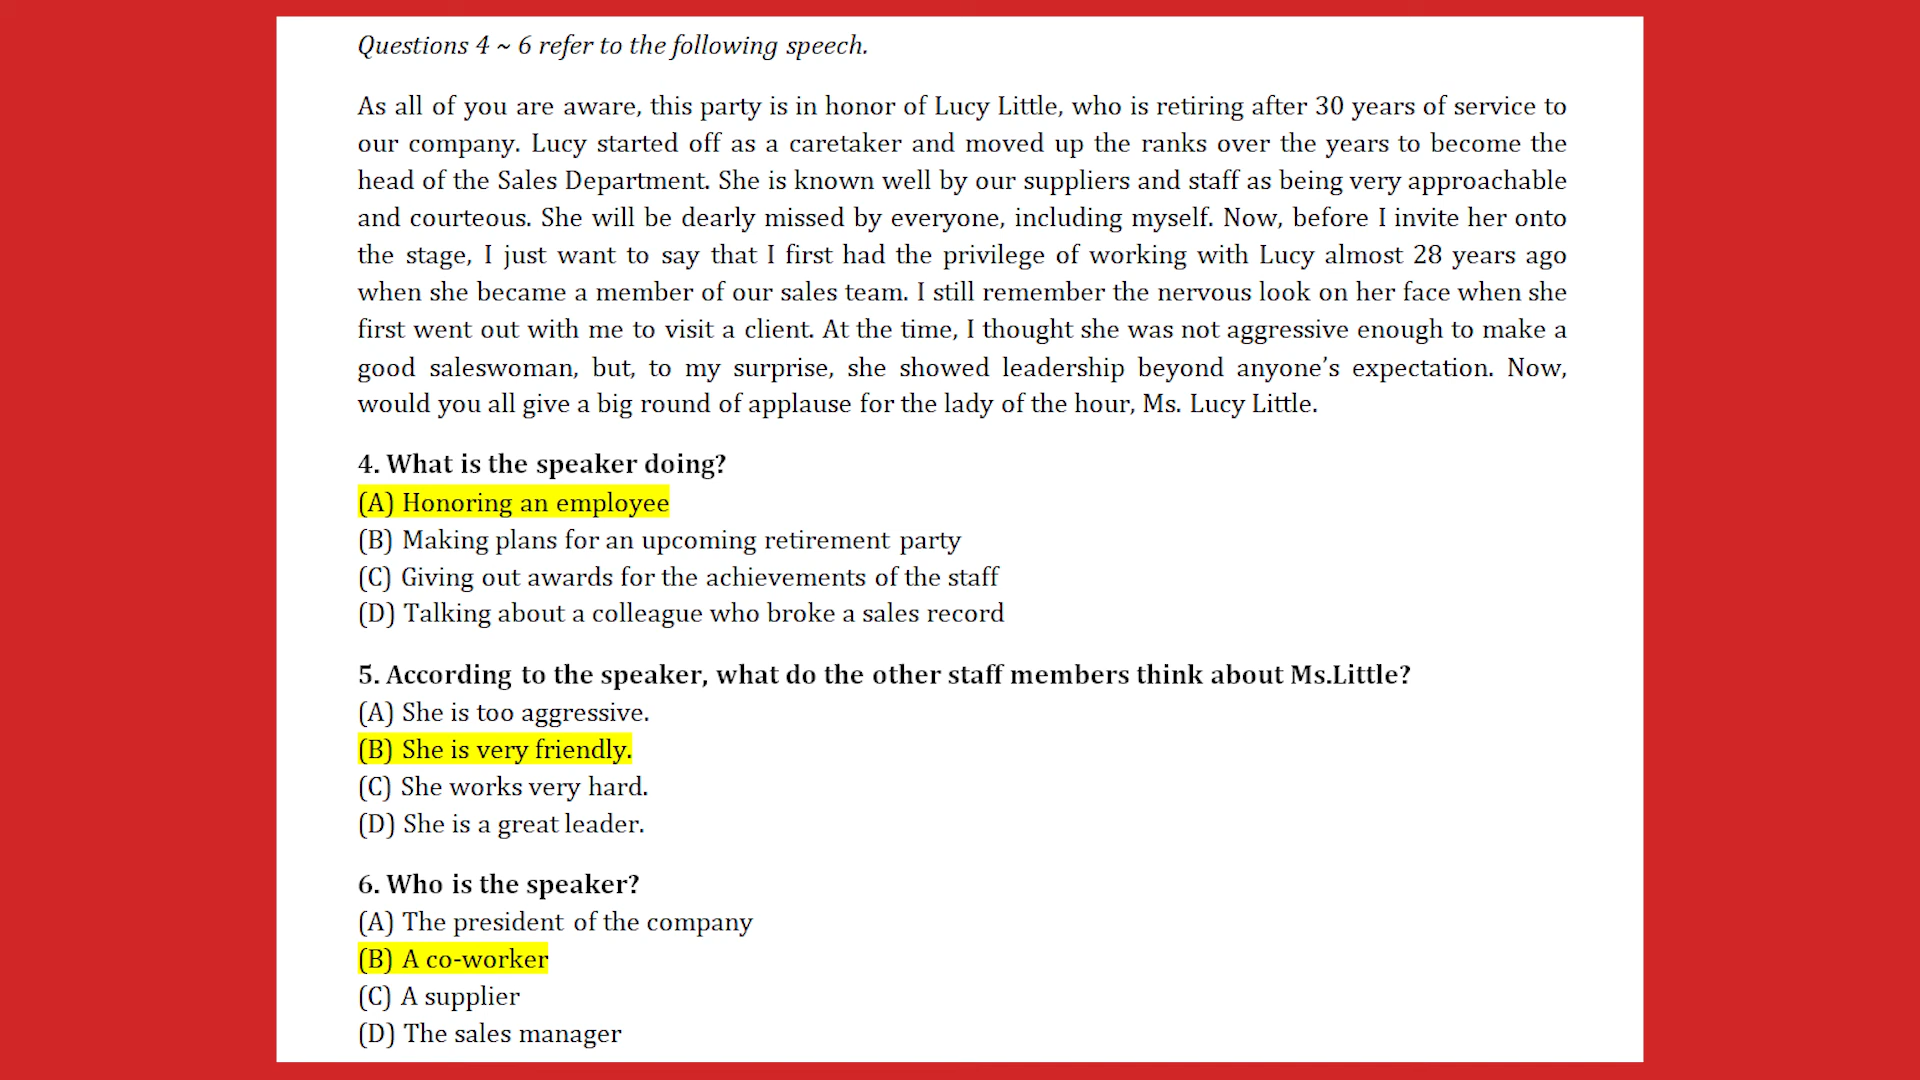 Questions 4 ~ 6 refer to the following speech.
As all of you are aware, this party is in honor of Lucy Little, who is retiring after 30 years of service to
our company. Lucy started off as a caretaker and moved up the ranks over the years to become the
head of the Sales Department. She is known well by our suppliers and staff as being very approachable
and courteous. She will be dearly missed by everyone, including myself. Now, before I invite her onto
the stage, I just want to say that I first had the privilege of working with Lucy almost 28 years ago
when she became a member of our sales team. I still remember the nervous look on her face when she
first went out with me to visit a client. At the time, I thought she was not aggressive enough to make a
good saleswoman, but, to my surprise, she showed leadership beyond anyone’s expectation. Now,
would you all give a big round of applause for the lady of the hour, Ms. Lucy Little.
4. What is the speaker doing?
(A) Honoring an employee
(B) Making plans for an upcoming retirement party
(C) Giving out awards for the achievements of the staff
(D) Talking about a colleague who broke a sales record
5. According to the speaker, what do the other staff members think about Ms.Little?
(A) She is too aggressive.
(B) She is very friendly.
(C) She works very hard.
(D) She is a great leader.
6. Who is the speaker?
(A) The president of the company
(B) A co-worker
(C) A supplier
(D) The sales manager